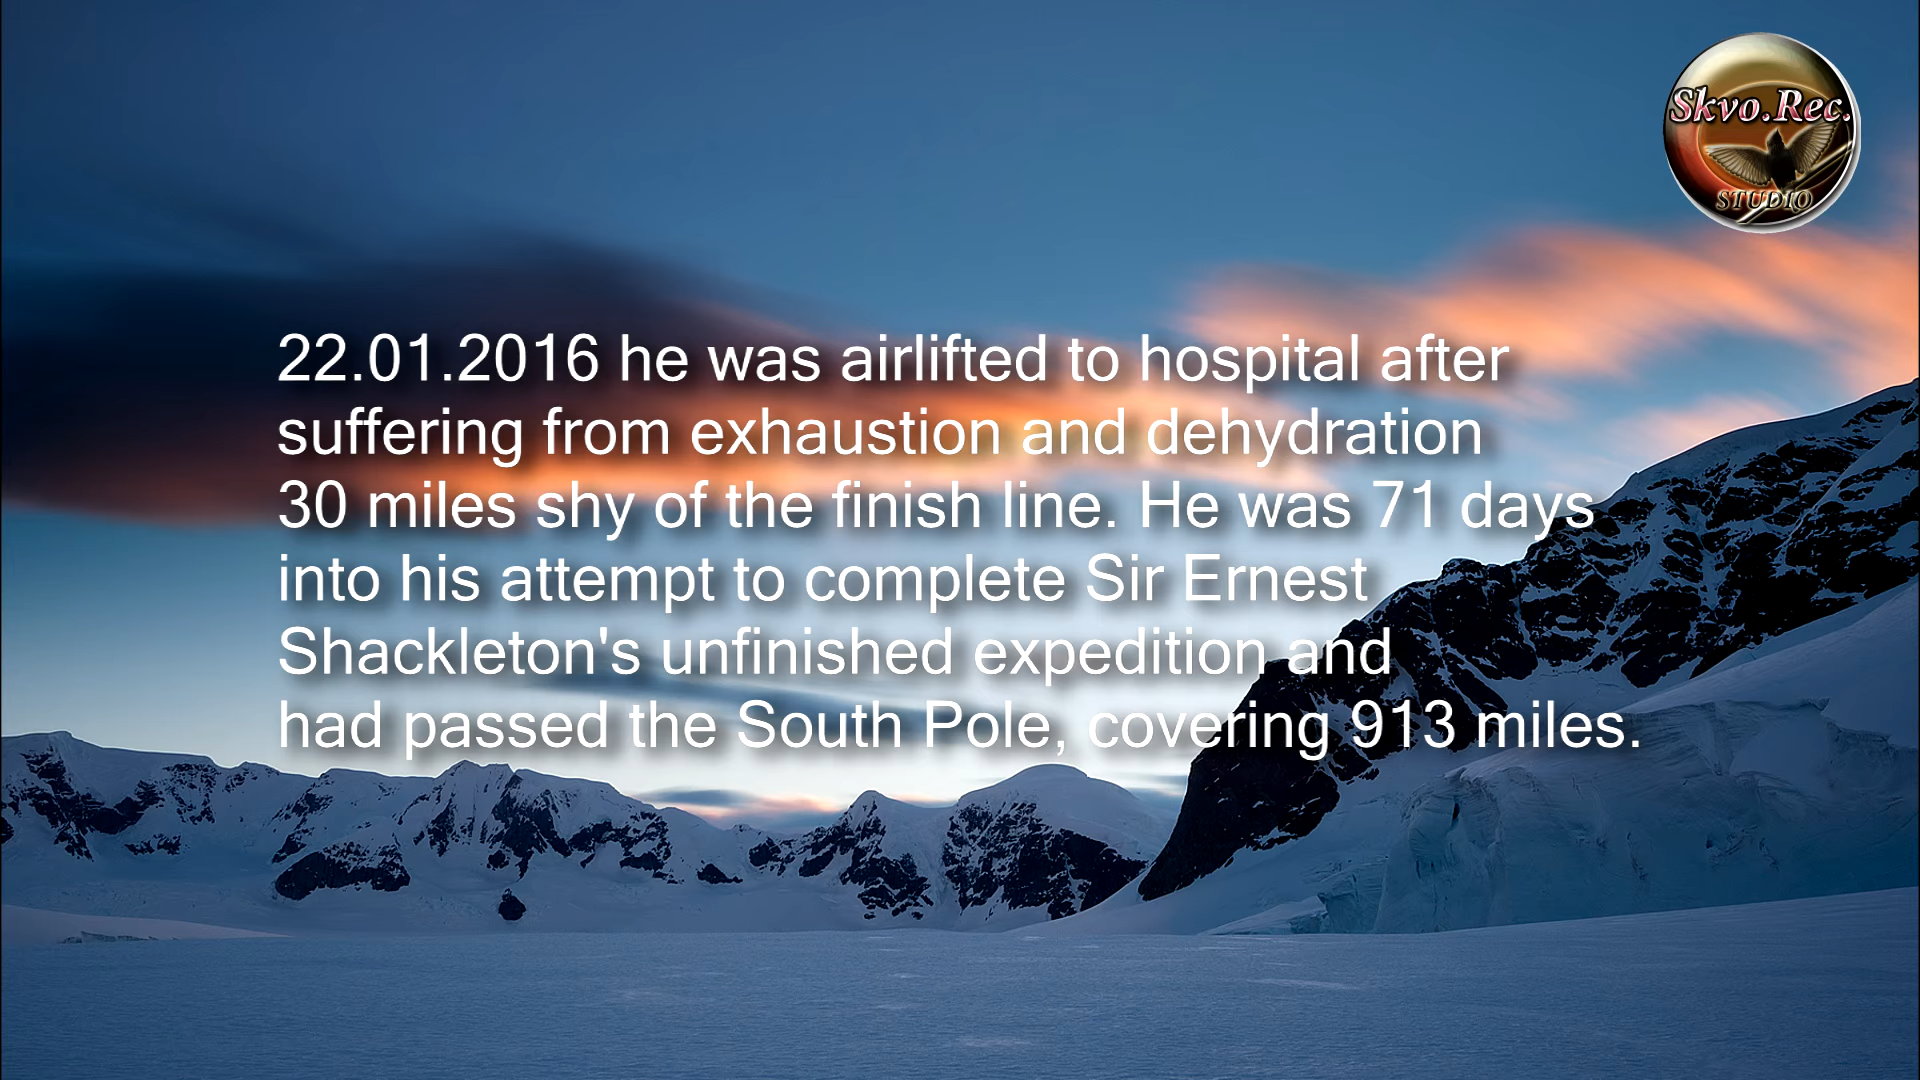 Skvo.Rec.
STUDIO
22.01.2016 he was airlifted to hospital after
suffering from exhaustion and dehydration
30 miles shy of the finish line. He was 71 days
into his attempt to complete Sir Ernest
Shackleton's unfinished expedition and
had passed the South Pole, covering 913 miles.